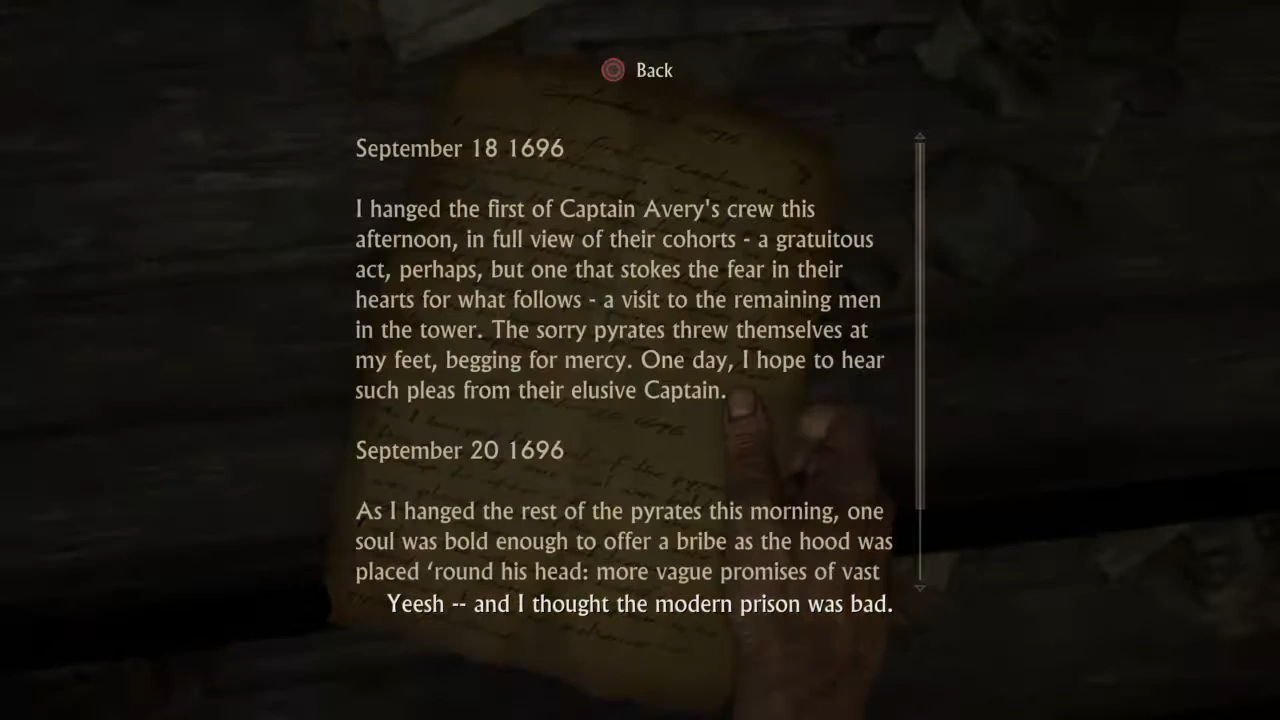 Back
September 18 1696
I hanged the first of Captain Avery's crew this
afternoon, in full view of their cohorts - a gratuitous
act, perhaps, but one that stokes the fear in their
hearts for what follows - a visit to the remaining men
in the tower. The sorry pyrates threw themselves at
my feet, begging for mercy. One day, I hope to hear
such pleas from their elusive Captain.
September 20 1696
As I hanged the rest of the pyrates this morning, one
soul was bold enough to offer a bribe as the hood was
placed ‘round his head: more vague promises of vast
Yeesh -- and I thought the modern prison was bad.